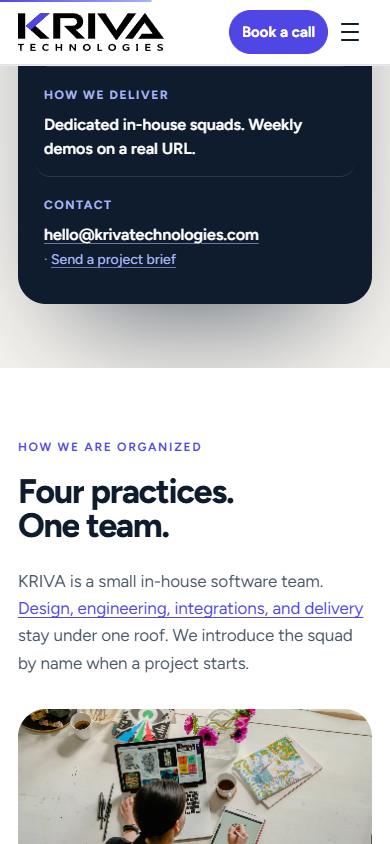 KRIVA
TECHNOLOGIES
Book a call
HOW WE DELIVER
Dedicated in-house squads. Weekly
demos on a real URL.
CONTACT
hello@krivatechnologies.com
· Send a project brief
HOW WE ARE ORGANIZED
Four practices.
One team.
KRIVA is a small in-house software team.
Design, engineering, integrations, and delivery
stay under one roof. We introduce the squad
by name when a project starts.